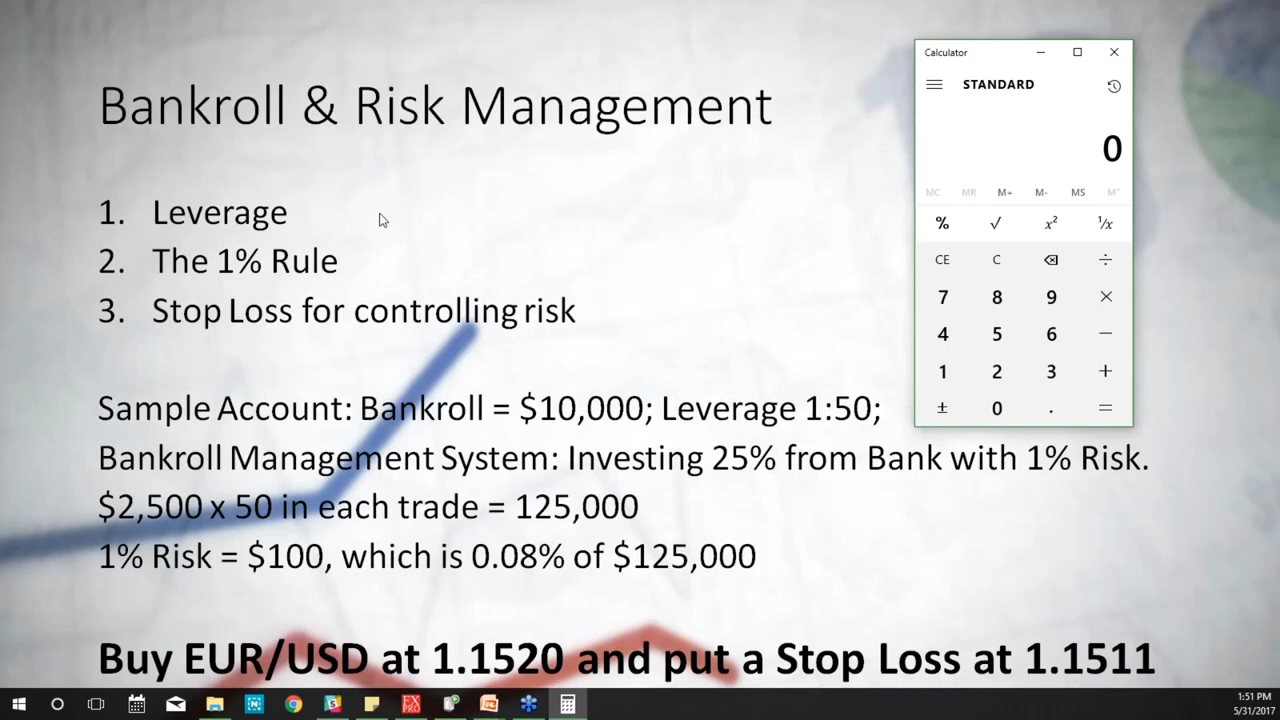 Bankroll & Risk Management
1. Leverage
2. The 1% Rule
3. Stop Loss for controlling risk
Sample Account: Bankroll = $10,000; Leverage 1:50;
Bankroll Management System: Investing 25% from Bank with 1% Risk.
$2,500 x 50 in each trade = 125,000
1% Risk = $100, which is 0.08% of $125,000
Buy EUR/USD at 1.1520 and put a Stop Loss at 1.1511
Calculator
STANDARD
0
MC MR M+ M- MS M˅
% √ x² ¹/x
CE C ⌫ ÷
7 8 9 ×
4 5 6 −
1 2 3 +
± 0 . =
FX PRO
1:51 PM
5/31/2017